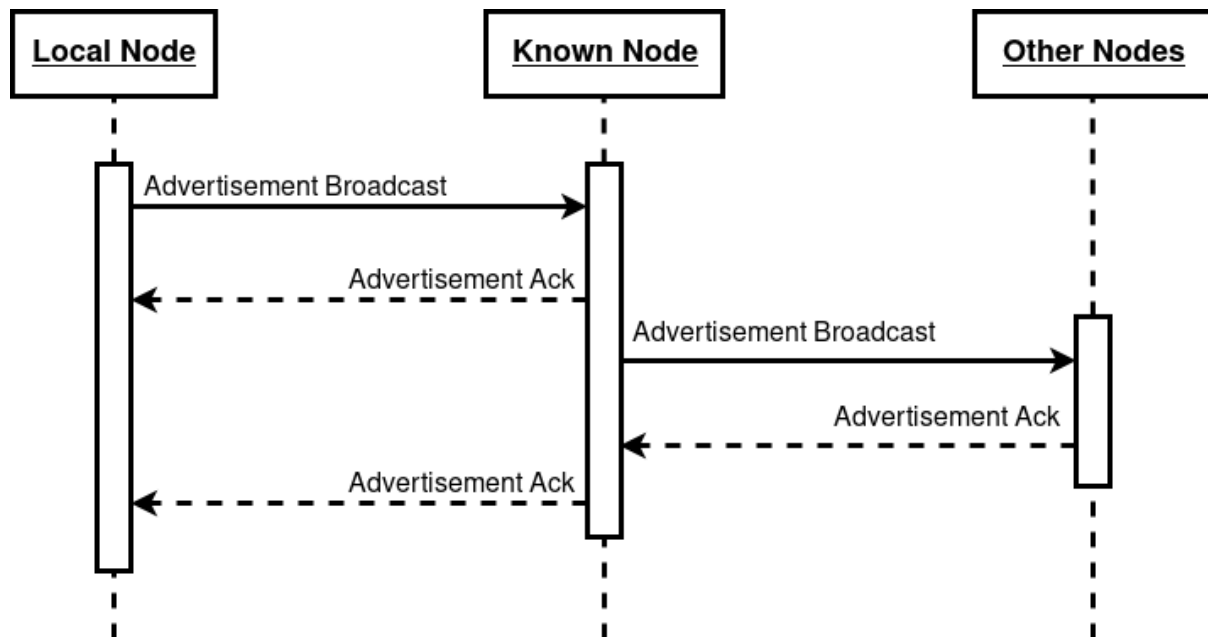 Local Node
Known Node
Other Nodes
Advertisement Broadcast
Advertisement Ack
Advertisement Broadcast
Advertisement Ack
Advertisement Ack